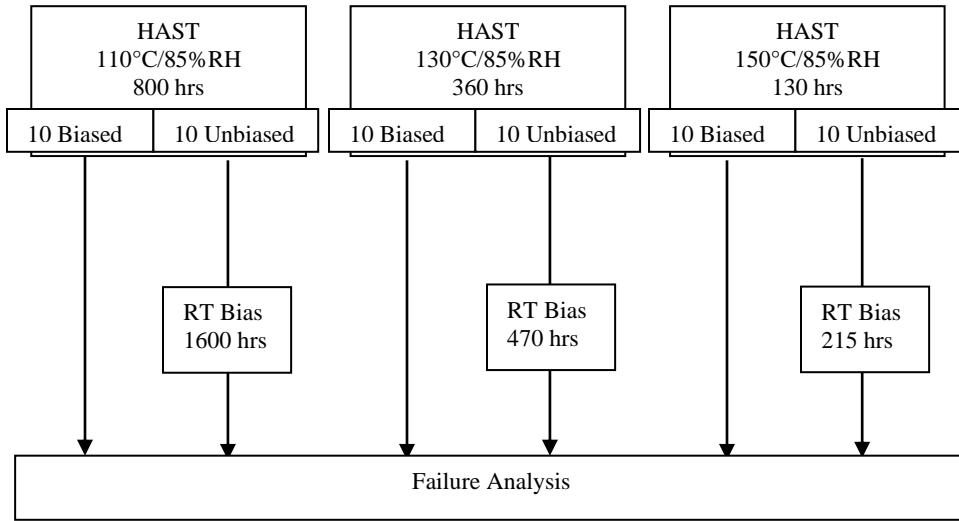 HAST
110°C/85%RH
800 hrs
10 Biased
10 Unbiased
HAST
130°C/85%RH
360 hrs
10 Biased
10 Unbiased
HAST
150°C/85%RH
130 hrs
10 Biased
10 Unbiased
RT Bias
1600 hrs
RT Bias
470 hrs
RT Bias
215 hrs
Failure Analysis